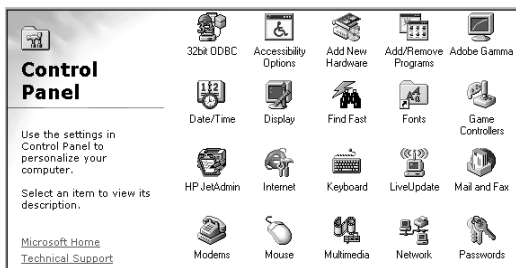 Control
Panel
Use the settings in
Control Panel to
personalize your
computer.
Select an item to view its
description.
Microsoft Home
Technical Support
32bit ODBC
Accessibility
Options
Add New
Hardware
Add/Remove
Programs
Adobe Gamma
Date/Time
Display
Find Fast
Fonts
Game
Controllers
HP JetAdmin
Internet
Keyboard
LiveUpdate
Mail and Fax
Modems
Mouse
Multimedia
Network
Passwords